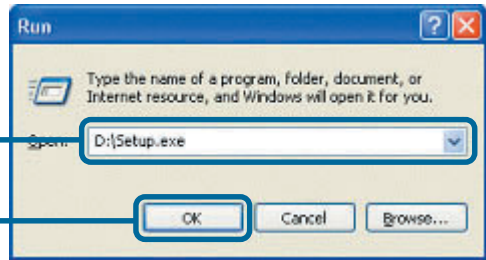 Run
Type the name of a program, folder, document, or
Internet resource, and Windows will open it for you.
Open: D:\Setup.exe
OK Cancel Browse...